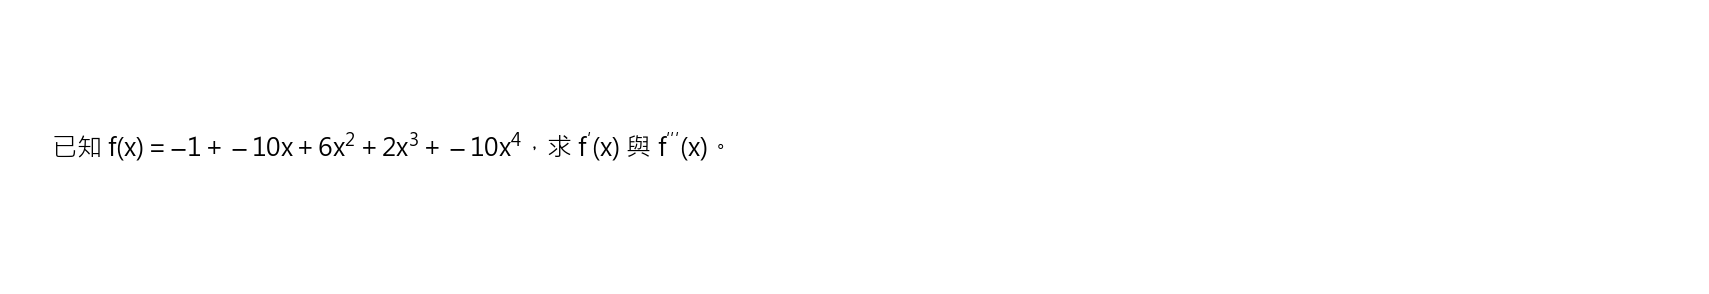 已知 f(x) = −1 + − 10x + 6x² + 2x³ + − 10x⁴，求 f′(x) 與 f′′′(x)。